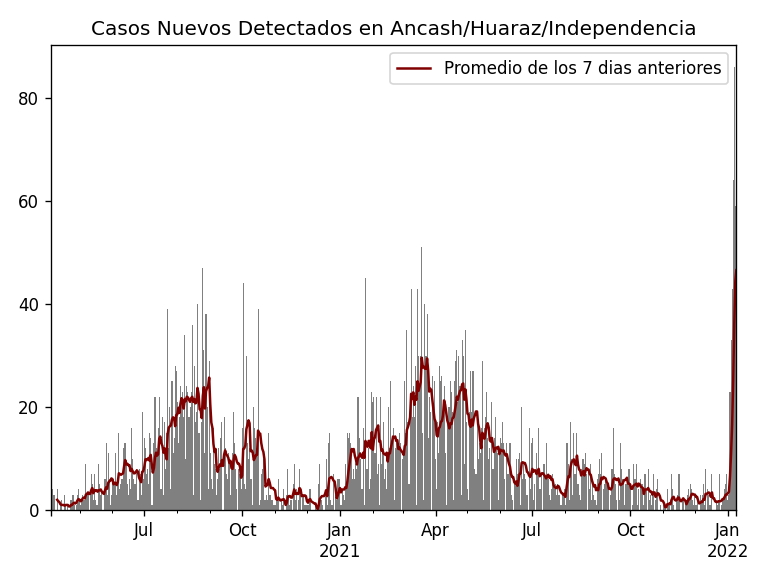 Casos Nuevos Detectados en Ancash/Huaraz/Independencia
Promedio de los 7 dias anteriores
80
60
40
20
0
Jul
Oct
Jan
2021
Apr
Jul
Oct
Jan
2022